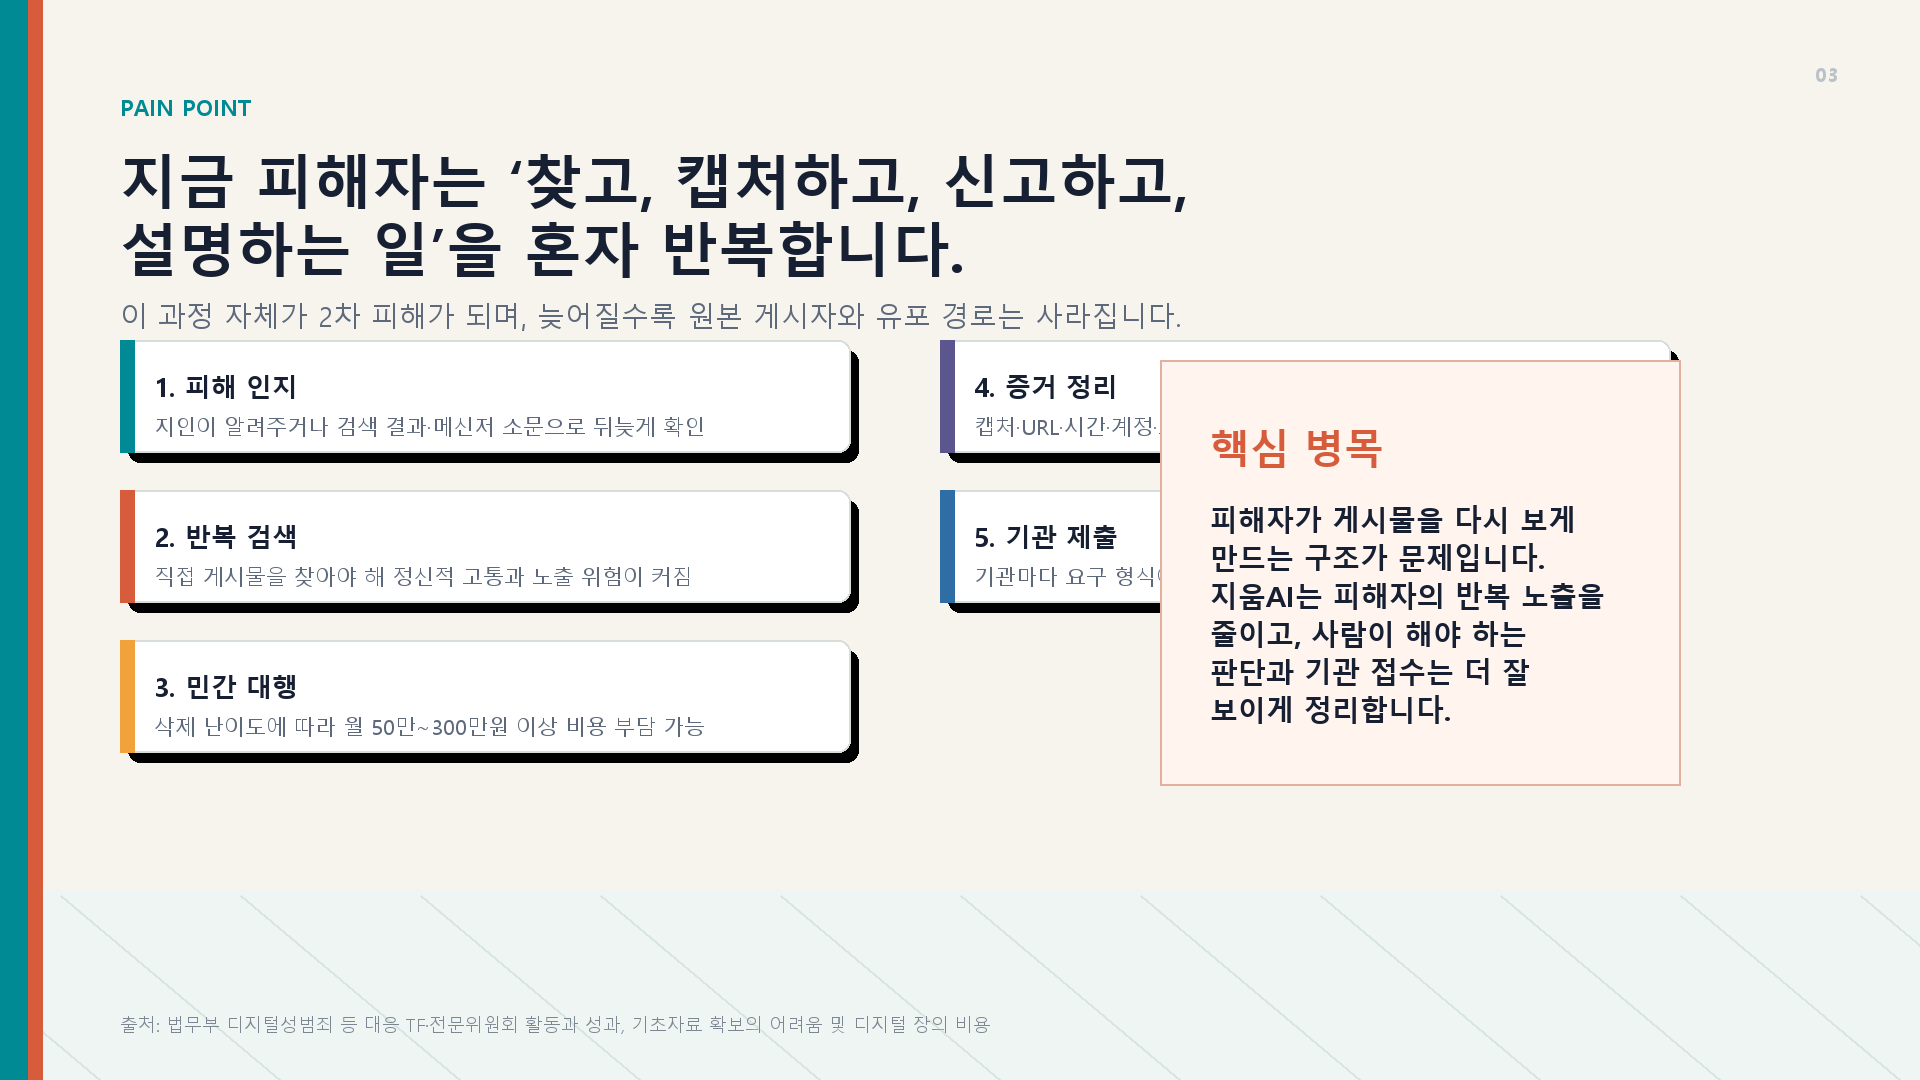 03
PAIN POINT
지금 피해자는 ‘찾고, 캡처하고, 신고하고,
설명하는 일’을 혼자 반복합니다.
이 과정 자체가 2차 피해가 되며, 늦어질수록 원본 게시자와 유포 경로는 사라집니다.
1. 피해 인지
지인이 알려주거나 검색 결과·메신저 소문으로 뒤늦게 확인
2. 반복 검색
직접 게시물을 찾아야 해 정신적 고통과 노출 위험이 커짐
3. 민간 대행
삭제 난이도에 따라 월 50만~300만원 이상 비용 부담 가능
4. 증거 정리
캡처·URL·시간·계정·
5. 기관 제출
기관마다 요구 형식
핵심 병목
피해자가 게시물을 다시 보게
만드는 구조가 문제입니다.
지움AI는 피해자의 반복 노출을
줄이고, 사람이 해야 하는
판단과 기관 접수는 더 잘
보이게 정리합니다.
출처: 법무부 디지털성범죄 등 대응 TF·전문위원회 활동과 성과, 기초자료 확보의 어려움 및 디지털 장의 비용